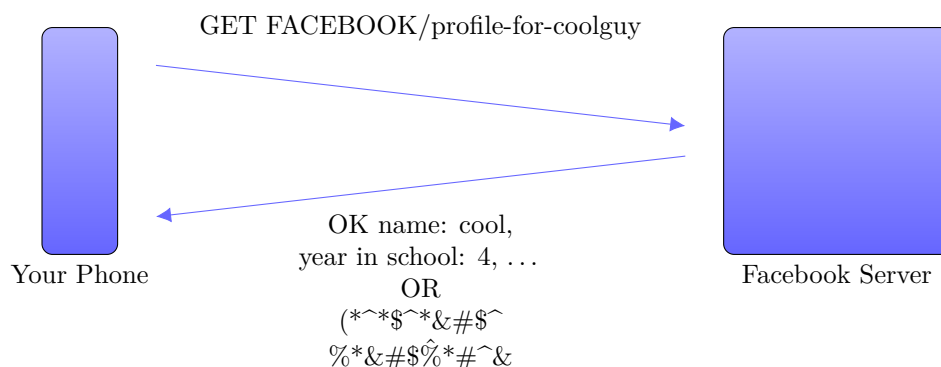 GET FACEBOOK/profile-for-coolguy
OK name: cool,
year in school: 4, …
OR
(*^*$^*&#$^
%*&#$%̂*#^&
Your Phone
Facebook Server